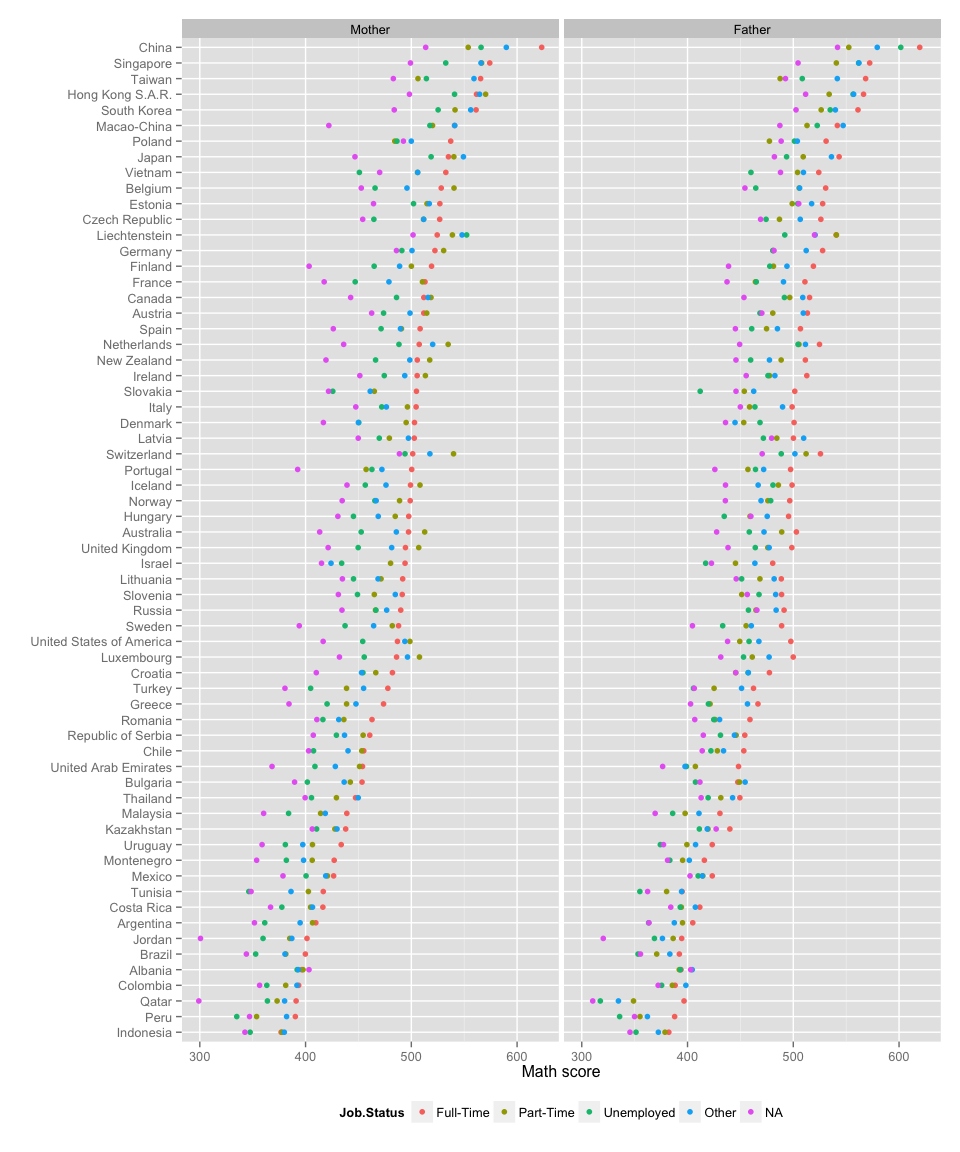 Mother Father
China
Singapore
Taiwan
Hong Kong S.A.R.
South Korea
Macao-China
Poland
Japan
Vietnam
Belgium
Estonia
Czech Republic
Liechtenstein
Germany
Finland
France
Canada
Austria
Spain
Netherlands
New Zealand
Ireland
Slovakia
Italy
Denmark
Latvia
Switzerland
Portugal
Iceland
Norway
Hungary
Australia
United Kingdom
Israel
Lithuania
Slovenia
Russia
Sweden
United States of America
Luxembourg
Croatia
Turkey
Greece
Romania
Republic of Serbia
Chile
United Arab Emirates
Bulgaria
Thailand
Malaysia
Kazakhstan
Uruguay
Montenegro
Mexico
Tunisia
Costa Rica
Argentina
Jordan
Brazil
Albania
Colombia
Qatar
Peru
Indonesia
300 400 500 600 300 400 500 600
Math score
Job.Status Full-Time Part-Time Unemployed Other NA